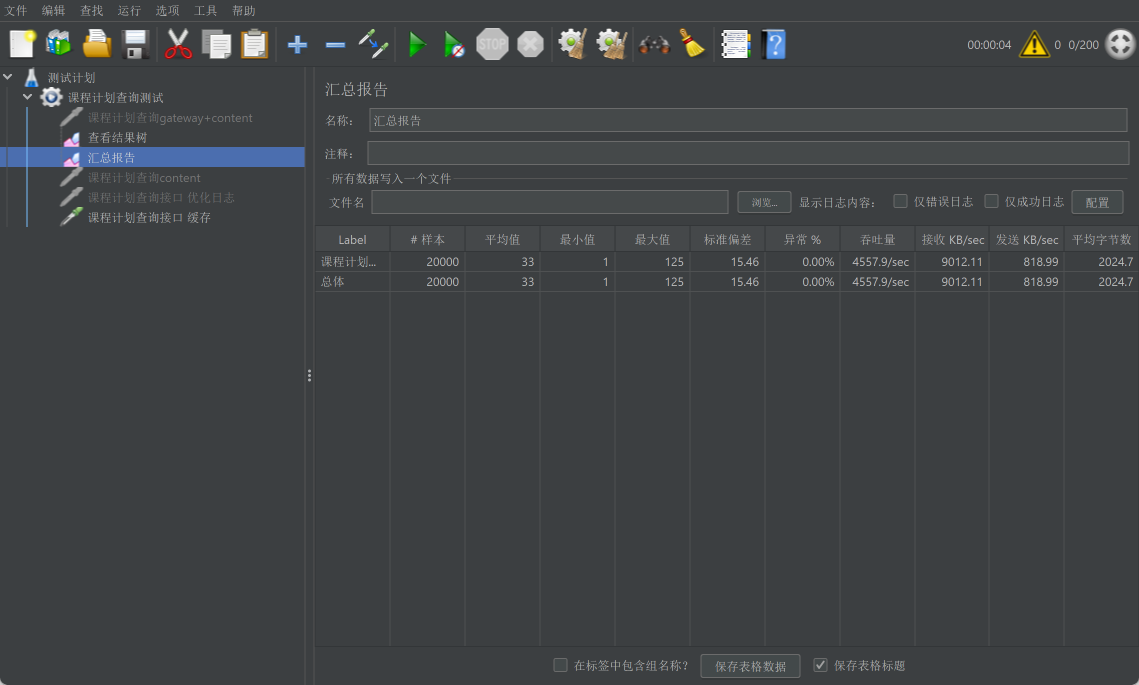 文件 编辑 查找 运行 选项 工具 帮助
STOP 00:00:04 0 0/200
测试计划
课程计划查询测试
课程计划查询gateway+content
查看结果树
汇总报告
课程计划查询content
课程计划查询接口 优化日志
课程计划查询接口 缓存
汇总报告
名称： 汇总报告
注释：
所有数据写入一个文件
文件名 浏览... 显示日志内容： 仅错误日志 仅成功日志 配置
Label # 样本 平均值 最小值 最大值 标准偏差 异常 % 吞吐量 接收 KB/sec 发送 KB/sec 平均字节数
课程计划... 20000 33 1 125 15.46 0.00% 4557.9/sec 9012.11 818.99 2024.7
总体 20000 33 1 125 15.46 0.00% 4557.9/sec 9012.11 818.99 2024.7
在标签中包含组名称? 保存表格数据 保存表格标题